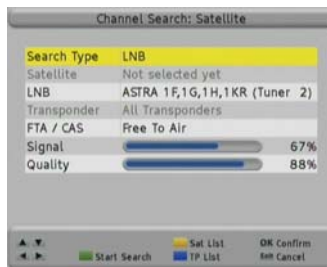 Channel Search: Satellite
Search Type LNB
Satellite Not selected yet
LNB ASTRA 1F,1G,1H,1KR (Tuner 2)
Transponder All Transponders
FTA / CAS Free To Air
Signal 67%
Quality 88%
Sat List OK Confirm
Start Search TP List Exit Cancel